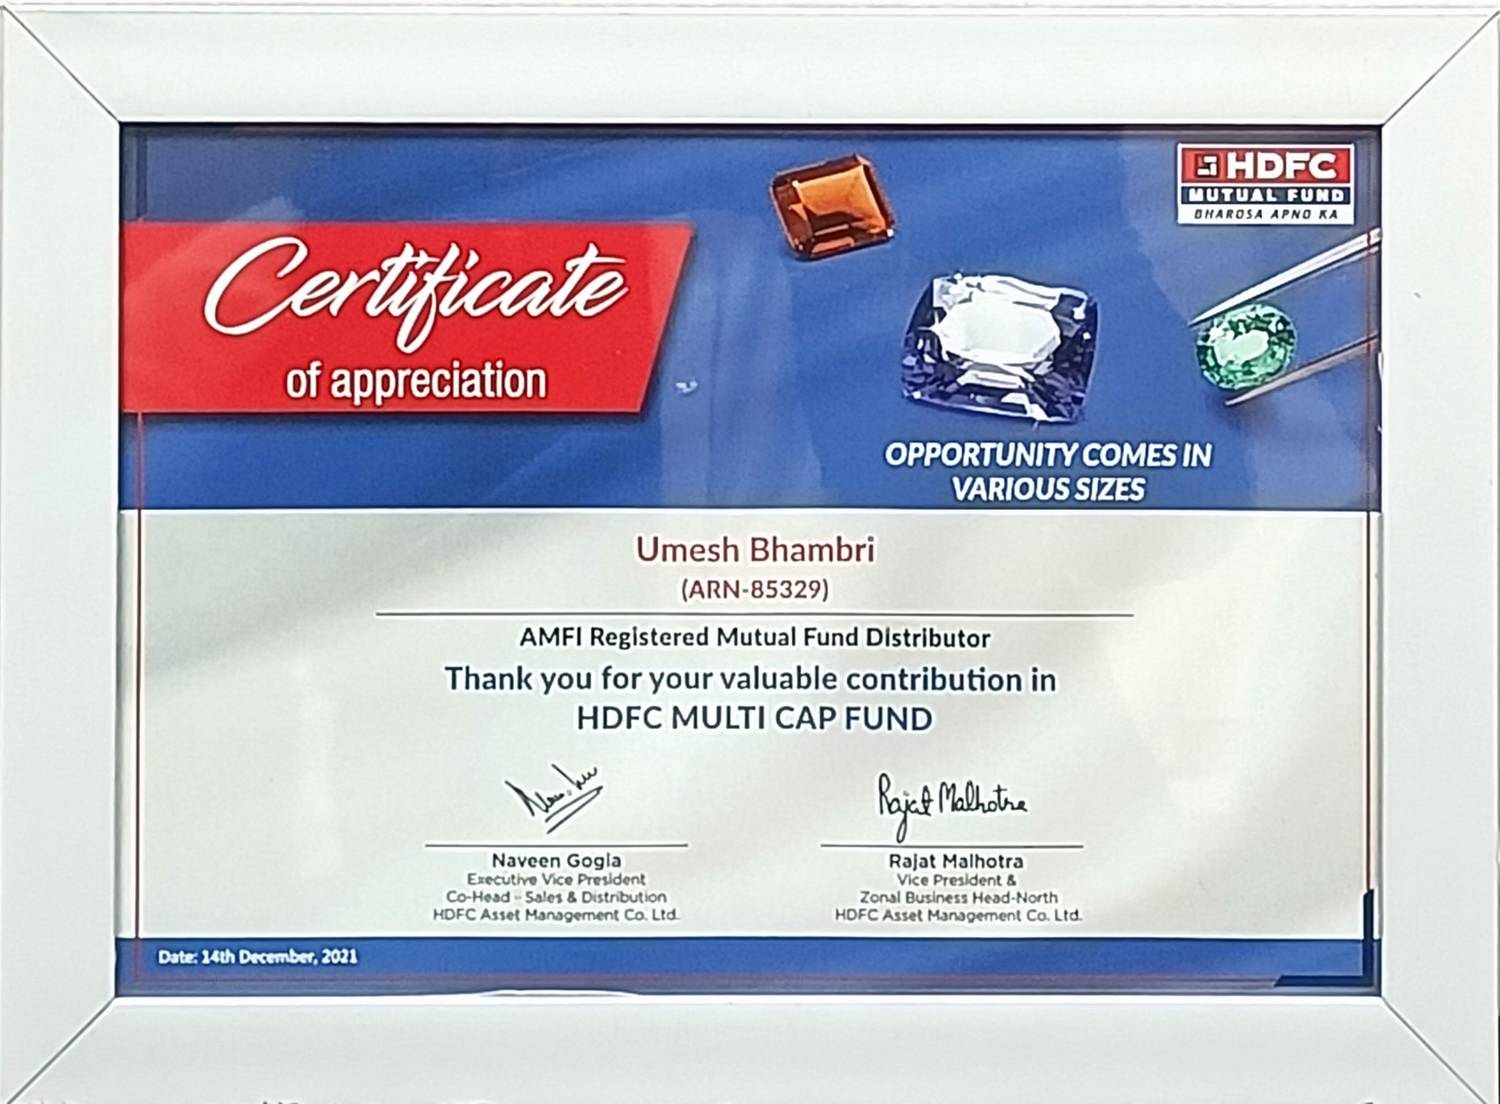 HDFC
MUTUAL FUND
BHAROSA APNO KA
Certificate
of appreciation
OPPORTUNITY COMES IN
VARIOUS SIZES
Umesh Bhambri
(ARN-85329)
AMFI Registered Mutual Fund Distributor
Thank you for your valuable contribution in
HDFC MULTI CAP FUND
Rajat Malhotra
Naveen Gogla
Executive Vice President
Co-Head - Sales & Distribution
HDFC Asset Management Co. Ltd.
Rajat Malhotra
Vice President &
Zonal Business Head-North
HDFC Asset Management Co. Ltd.
Date: 14th December, 2021